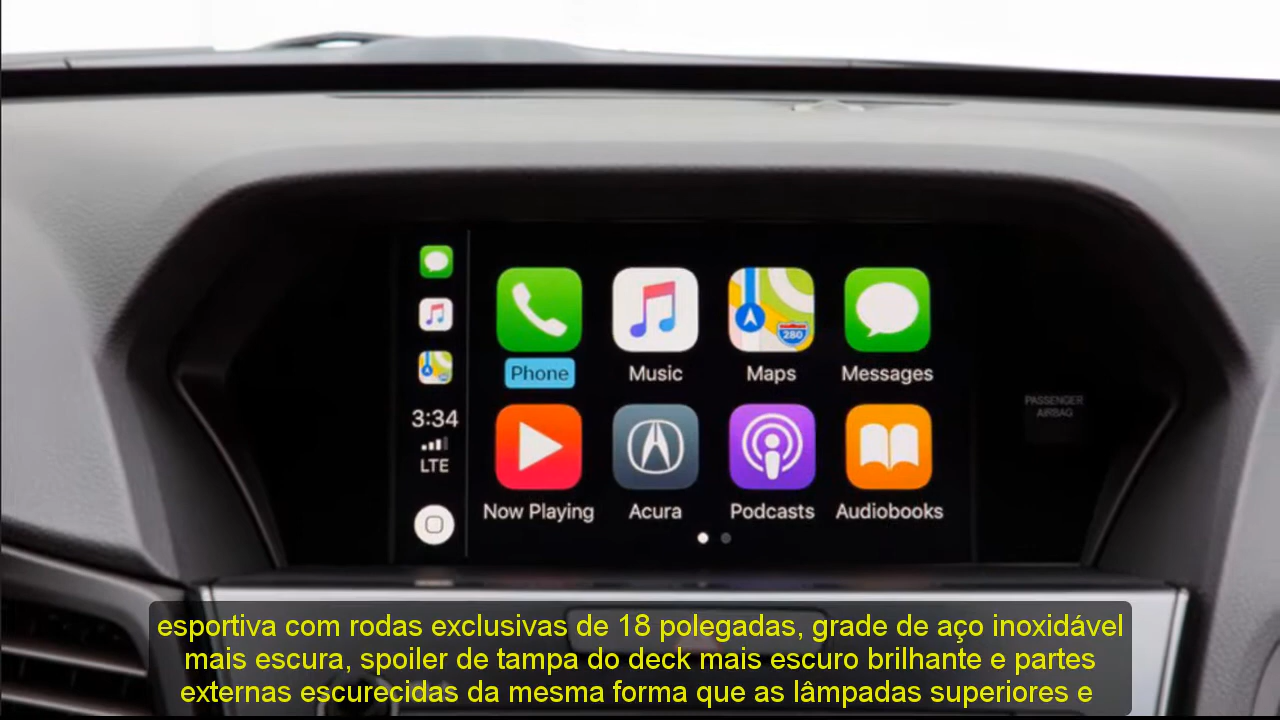 Phone Music Maps Messages
3:34
LTE
280
Now Playing Acura Podcasts Audiobooks
PASSENGER
AIRBAG
esportiva com rodas exclusivas de 18 polegadas, grade de aço inoxidável
mais escura, spoiler de tampa do deck mais escuro brilhante e partes
externas escurecidas da mesma forma que as lâmpadas superiores e